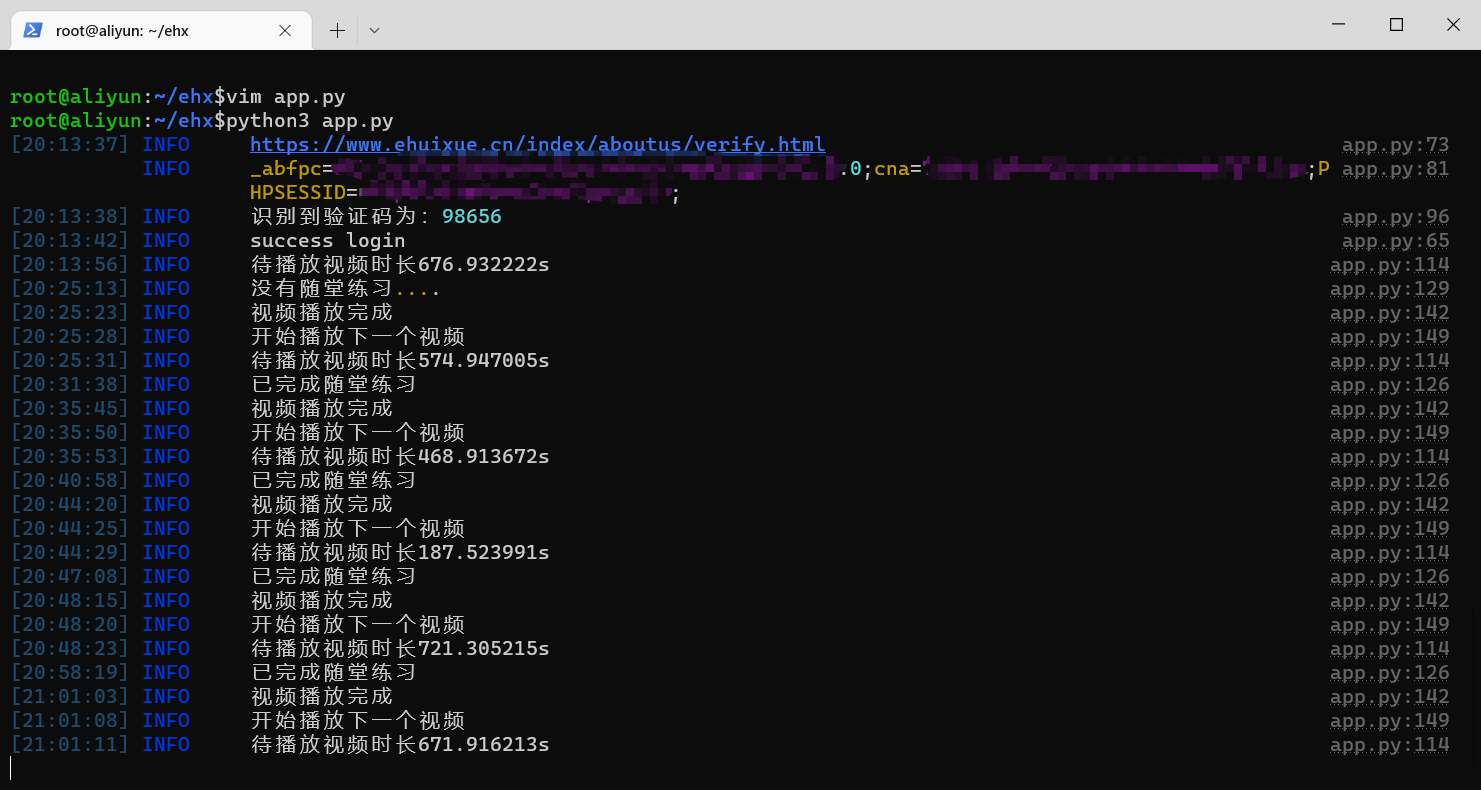 root@aliyun: ~/ehx
root@aliyun:~/ehx$vim app.py
root@aliyun:~/ehx$python3 app.py
[20:13:37] INFO https://www.ehuixue.cn/index/aboutus/verify.html app.py:73
INFO _abfpc= .0;cna= ;P app.py:81
HPSESSID= ;
[20:13:38] INFO 识别到验证码为：98656 app.py:96
[20:13:42] INFO success login app.py:65
[20:13:56] INFO 待播放视频时长676.932222s app.py:114
[20:25:13] INFO 没有随堂练习.... app.py:129
[20:25:23] INFO 视频播放完成 app.py:142
[20:25:28] INFO 开始播放下一个视频 app.py:149
[20:25:31] INFO 待播放视频时长574.947005s app.py:114
[20:31:38] INFO 已完成随堂练习 app.py:126
[20:35:45] INFO 视频播放完成 app.py:142
[20:35:50] INFO 开始播放下一个视频 app.py:149
[20:35:53] INFO 待播放视频时长468.913672s app.py:114
[20:40:58] INFO 已完成随堂练习 app.py:126
[20:44:20] INFO 视频播放完成 app.py:142
[20:44:25] INFO 开始播放下一个视频 app.py:149
[20:44:29] INFO 待播放视频时长187.523991s app.py:114
[20:47:08] INFO 已完成随堂练习 app.py:126
[20:48:15] INFO 视频播放完成 app.py:142
[20:48:20] INFO 开始播放下一个视频 app.py:149
[20:48:23] INFO 待播放视频时长721.305215s app.py:114
[20:58:19] INFO 已完成随堂练习 app.py:126
[21:01:03] INFO 视频播放完成 app.py:142
[21:01:08] INFO 开始播放下一个视频 app.py:149
[21:01:11] INFO 待播放视频时长671.916213s app.py:114